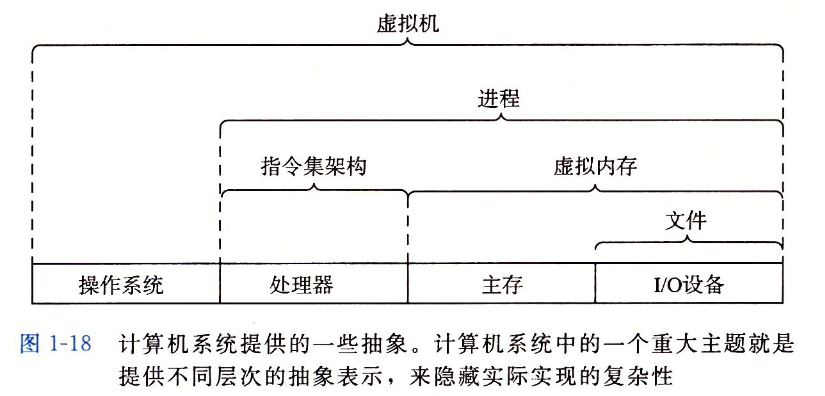 虚拟机
进程
指令集架构
虚拟内存
文件
操作系统
处理器
主存
I/O设备
图 1-18 计算机系统提供的一些抽象。计算机系统中的一个重大主题就是
提供不同层次的抽象表示，来隐藏实际实现的复杂性